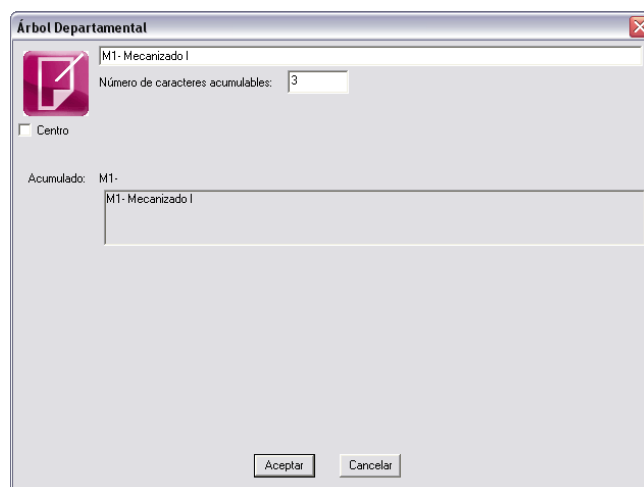 Árbol Departamental
M1- Mecanizado I
Número de caracteres acumulables: 3
Centro
Acumulado: M1-
M1- Mecanizado I
Aceptar Cancelar